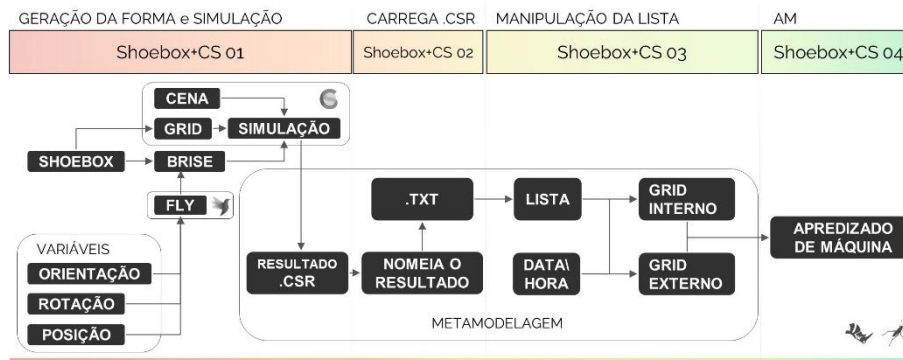 GERAÇÃO DA FORMA e SIMULAÇÃO
CARREGA .CSR
MANIPULAÇÃO DA LISTA
AM
Shoebox+CS 01
Shoebox+CS 02
Shoebox+CS 03
Shoebox+CS 04
CENA
GRID
SIMULAÇÃO
SHOEBOX
BRISE
FLY
VARIÁVEIS
ORIENTAÇÃO
ROTAÇÃO
POSIÇÃO
RESULTADO
.CSR
.TXT
NOMEIA O
RESULTADO
LISTA
DATA\
HORA
GRID
INTERNO
GRID
EXTERNO
METAMODELAGEM
APREDIZADO
DE MÁQUINA